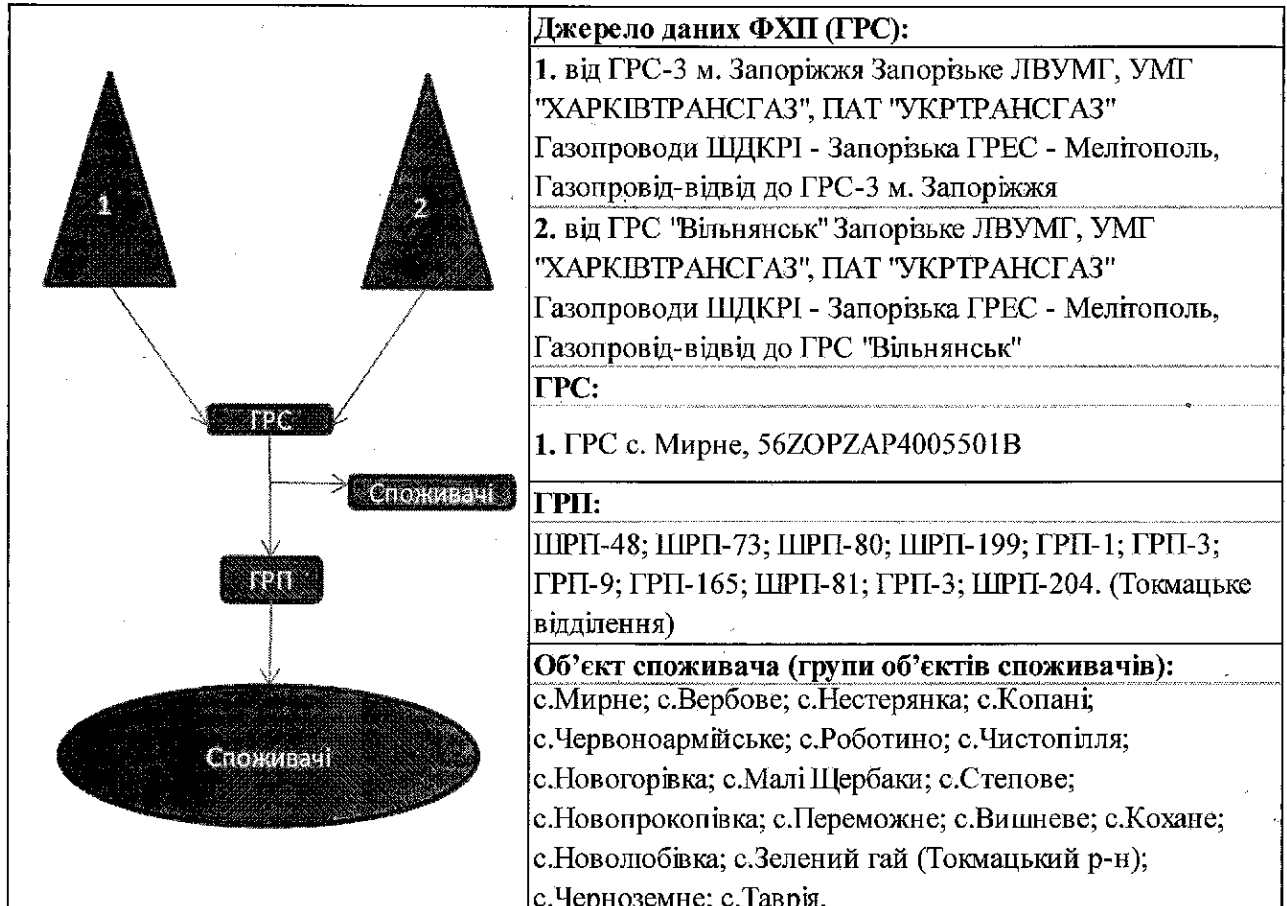 1
2
ГРС
Споживачі
ГРП
Споживачі
Джерело даних ФХП (ГРС):
1. від ГРС-3 м. Запоріжжя Запорізьке ЛВУМГ, УМГ
"ХАРКІВТРАНСГАЗ", ПАТ "УКРТРАНСГАЗ"
Газопроводи ШДКРІ - Запорізька ГРЕС - Мелітополь,
Газопровід-відвід до ГРС-3 м. Запоріжжя
2. від ГРС "Вільнянськ" Запорізьке ЛВУМГ, УМГ
"ХАРКІВТРАНСГАЗ", ПАТ "УКРТРАНСГАЗ"
Газопроводи ШДКРІ - Запорізька ГРЕС - Мелітополь,
Газопровід-відвід до ГРС "Вільнянськ"
ГРС:
1. ГРС с. Мирне, 56ZOPZAP4005501B
ГРП:
ШРП-48; ШРП-73; ШРП-80; ШРП-199; ГРП-1; ГРП-3;
ГРП-9; ГРП-165; ШРП-81; ГРП-3; ШРП-204. (Токмацьке
відділення)
Об’єкт споживача (групи об’єктів споживачів):
с.Мирне; с.Вербове; с.Нестерянка; с.Копані;
с.Червоноармійське; с.Роботино; с.Чистопілля;
с.Новогорівка; с.Малі Щербаки; с.Степове;
с.Новопрокопівка; с.Переможне; с.Вишневе; с.Кохане;
с.Новолюбівка; с.Зелений гай (Токмацький р-н);
с.Черноземне; с.Таврія.